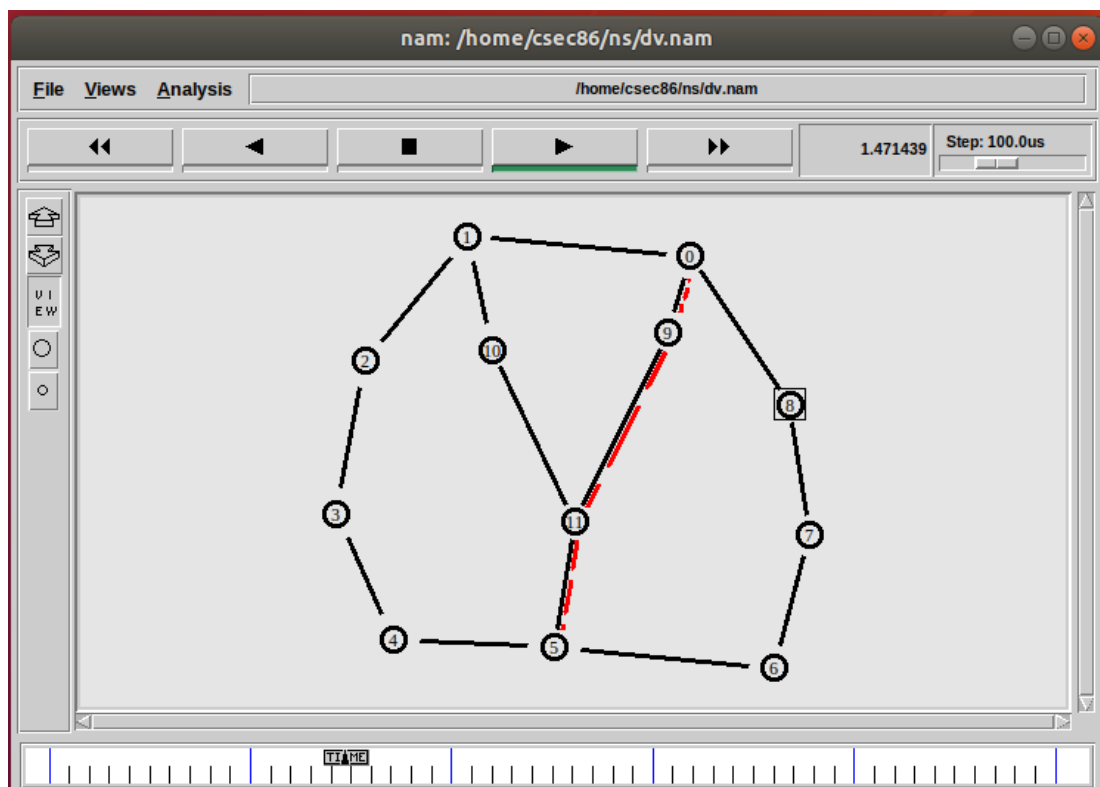 nam: /home/csec86/ns/dv.nam
File Views Analysis /home/csec86/ns/dv.nam
1.471439 Step: 100.0us
V I
E W
1
0
9
10
2
8
3
11
7
4
5
6
TIME